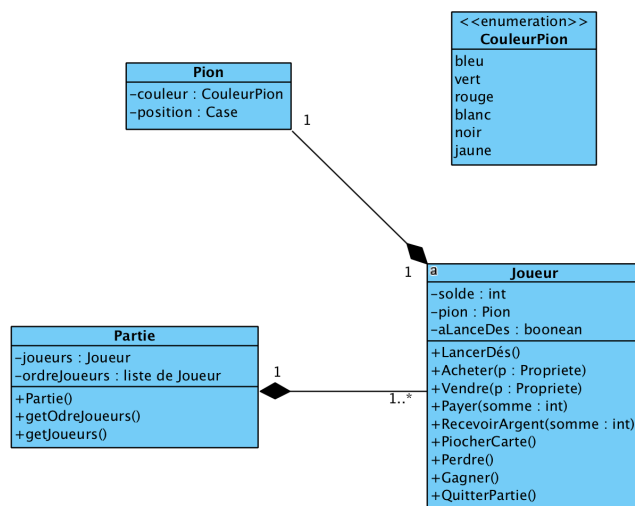 <<enumeration>>
CouleurPion
bleu
vert
rouge
blanc
noir
jaune
Pion
-couleur : CouleurPion
-position : Case
1
1
a
Joueur
-solde : int
-pion : Pion
-aLanceDes : boonean
+LancerDés()
+Acheter(p : Propriete)
+Vendre(p : Propriete)
+Payer(somme : int)
+RecevoirArgent(somme : int)
+PiocherCarte()
+Perdre()
+Gagner()
+QuitterPartie()
Partie
-joueurs : Joueur
-ordreJoueurs : liste de Joueur
+Partie()
+getOdreJoueurs()
+getJoueurs()
1
1..*